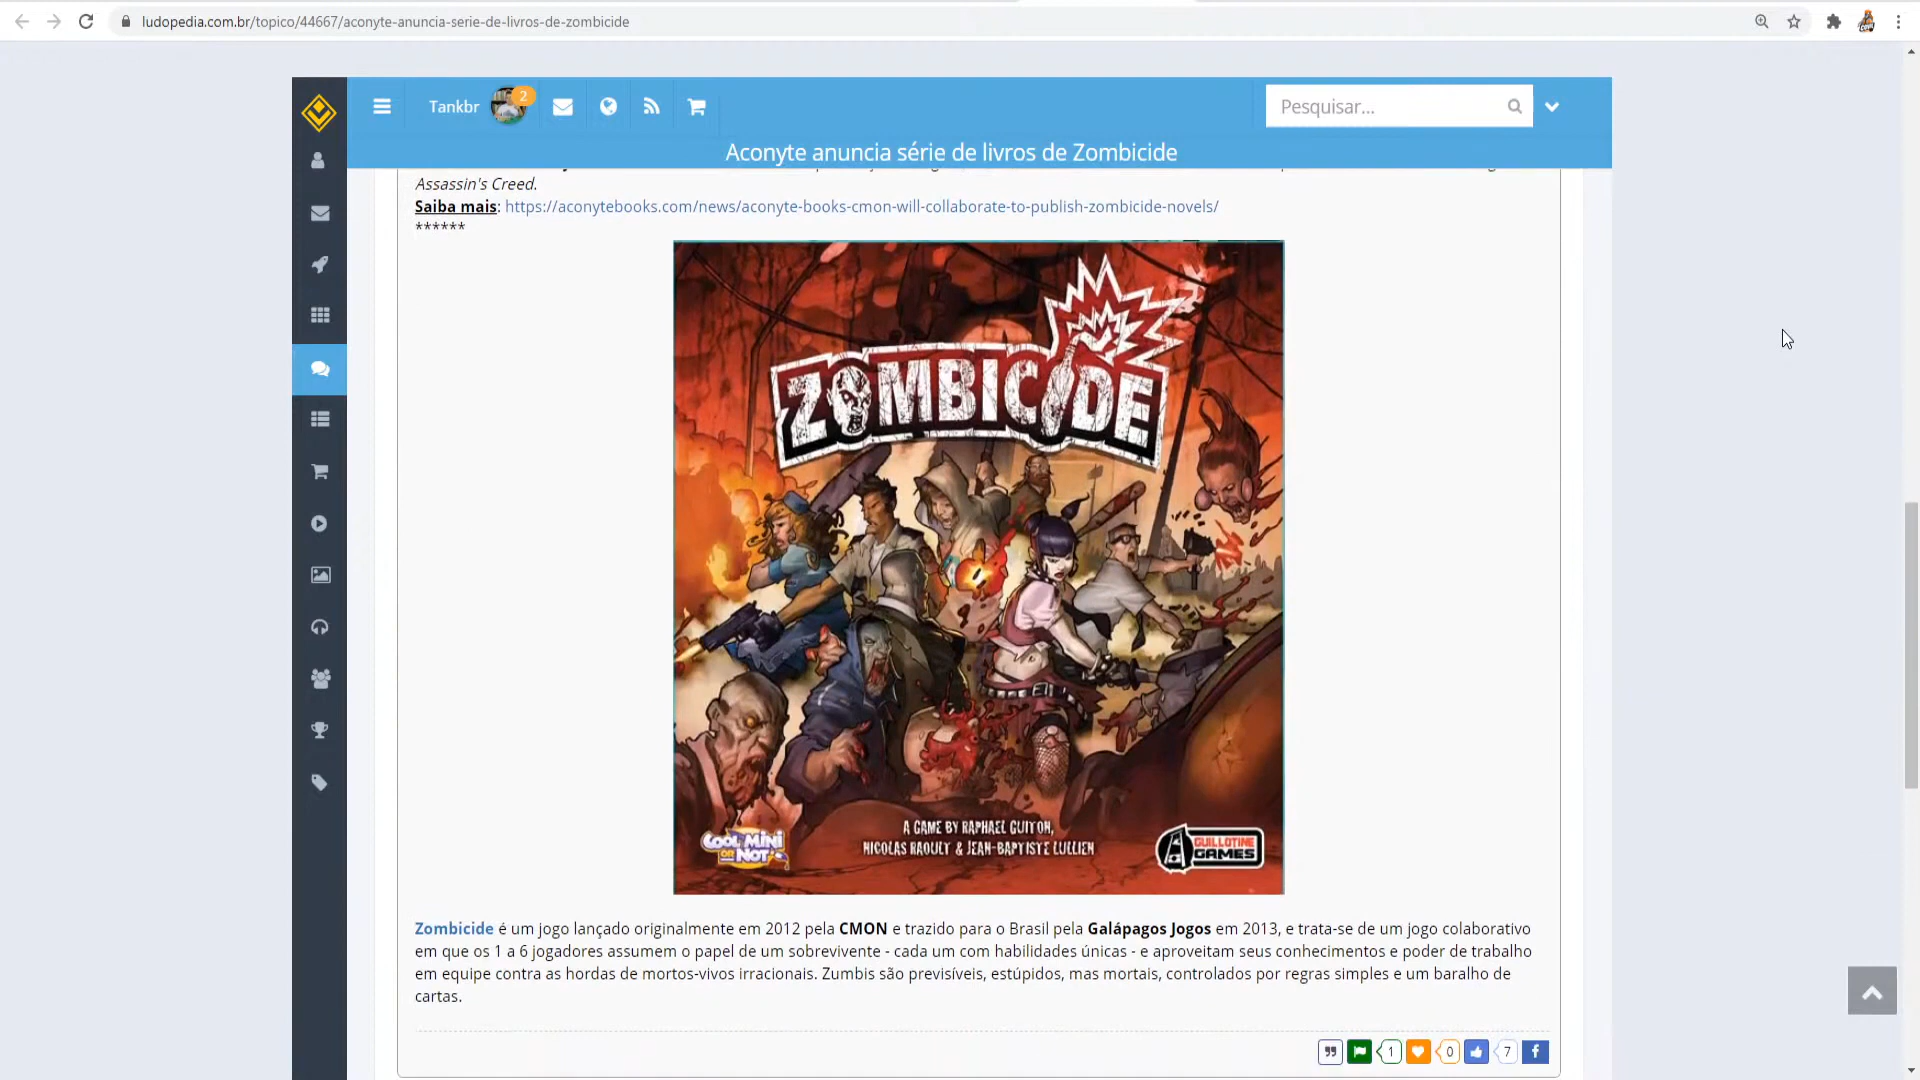 ludopedia.com.br/topico/44667/aconyte-anuncia-serie-de-livros-de-zombicide
Tankbr
2
Pesquisar...
Aconyte anuncia série de livros de Zombicide
Assassin's Creed.
Saiba mais: https://aconytebooks.com/news/aconyte-books-cmon-will-collaborate-to-publish-zombicide-novels/
******
ZOMBICIDE
A GAME BY RAPHAEL GUITON,
NICOLAS RAOULT & JEAN-BAPTISTE LULLIEN
COOL MINI
OR NOT
GUILLOTINE
GAMES
Zombicide é um jogo lançado originalmente em 2012 pela CMON e trazido para o Brasil pela Galápagos Jogos em 2013, e trata-se de um jogo colaborativo
em que os 1 a 6 jogadores assumem o papel de um sobrevivente - cada um com habilidades únicas - e aproveitam seus conhecimentos e poder de trabalho
em equipe contra as hordas de mortos-vivos irracionais. Zumbis são previsíveis, estúpidos, mas mortais, controlados por regras simples e um baralho de
cartas.
1
0
7